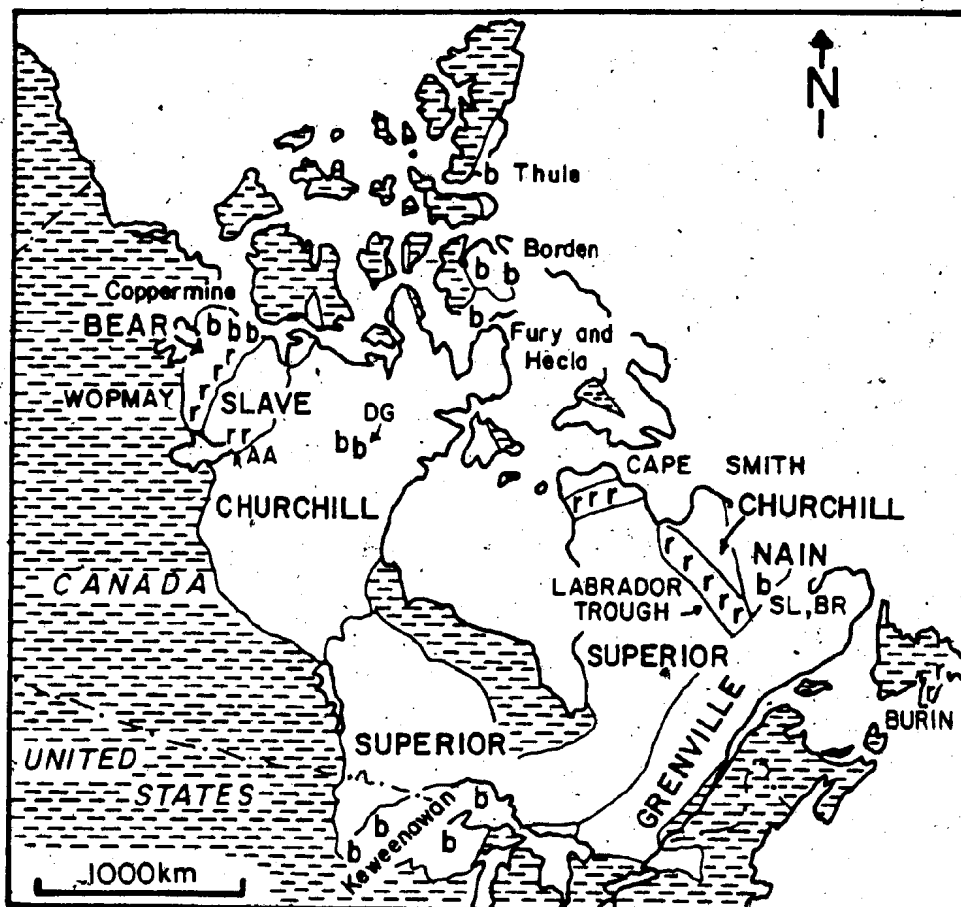 N
b Thule
Borden
b b
Coppermine
b
BEAR b b b
Fury and
Hecla
r
r
WOPMAY r SLAVE
r
DG
r r
b b
AA
CAPE SMITH
r r r
CHURCHILL
CHURCHILL
r
NAIN
r
b
CANADA
r
LABRADOR
r
SL, BR
TROUGH
r
SUPERIOR
r
r
BURIN
GRENVILLE
SUPERIOR
UNITED
STATES
b
b
b
b
Keweenawan
1000km